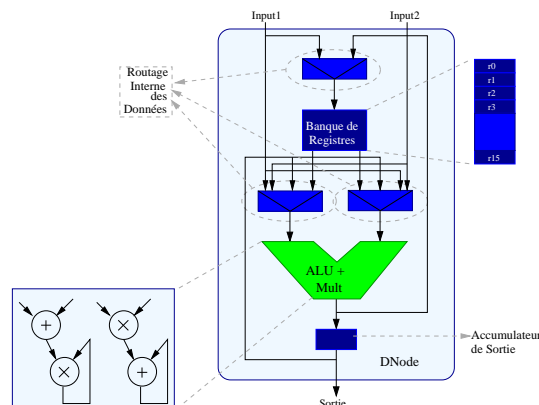 Input1
Input2
Routage
Interne
des
Données
r0
r1
r2
r3
r15
Banque de
Registres
ALU +
Mult
+
×
×
+
Accumulateur
de Sortie
DNode
Sortie